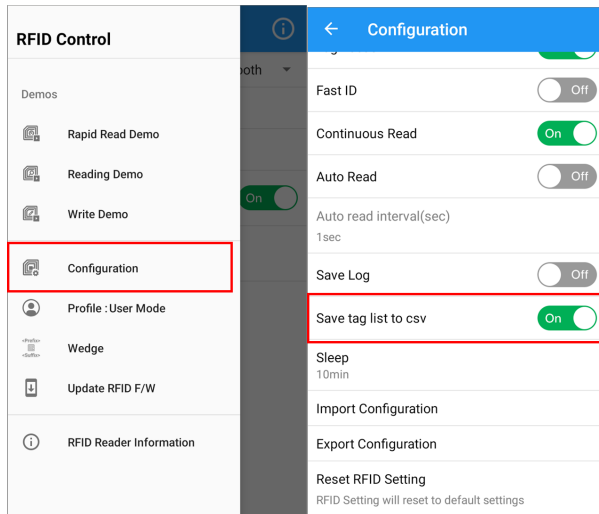 RFID Control
Demos
Rapid Read Demo
Reading Demo
Write Demo
Configuration
Profile : User Mode
<Prefix>
<Suffix>
Wedge
Update RFID F/W
RFID Reader Information
ooth
On
Configuration
Fast ID
Off
Continuous Read
On
Auto Read
Off
Auto read interval(sec)
1sec
Save Log
Off
Save tag list to csv
On
Sleep
10min
Import Configuration
Export Configuration
Reset RFID Setting
RFID Setting will reset to default settings